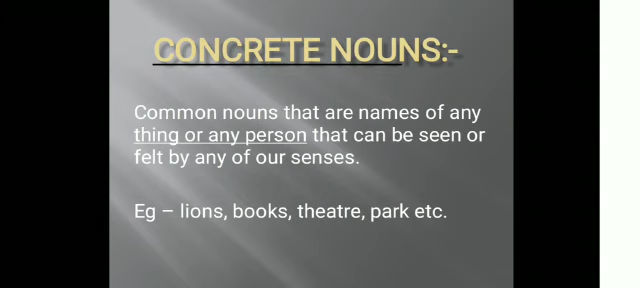 CONCRETE NOUNS:-
Common nouns that are names of any
thing or any person that can be seen or
felt by any of our senses.
Eg – lions, books, theatre, park etc.